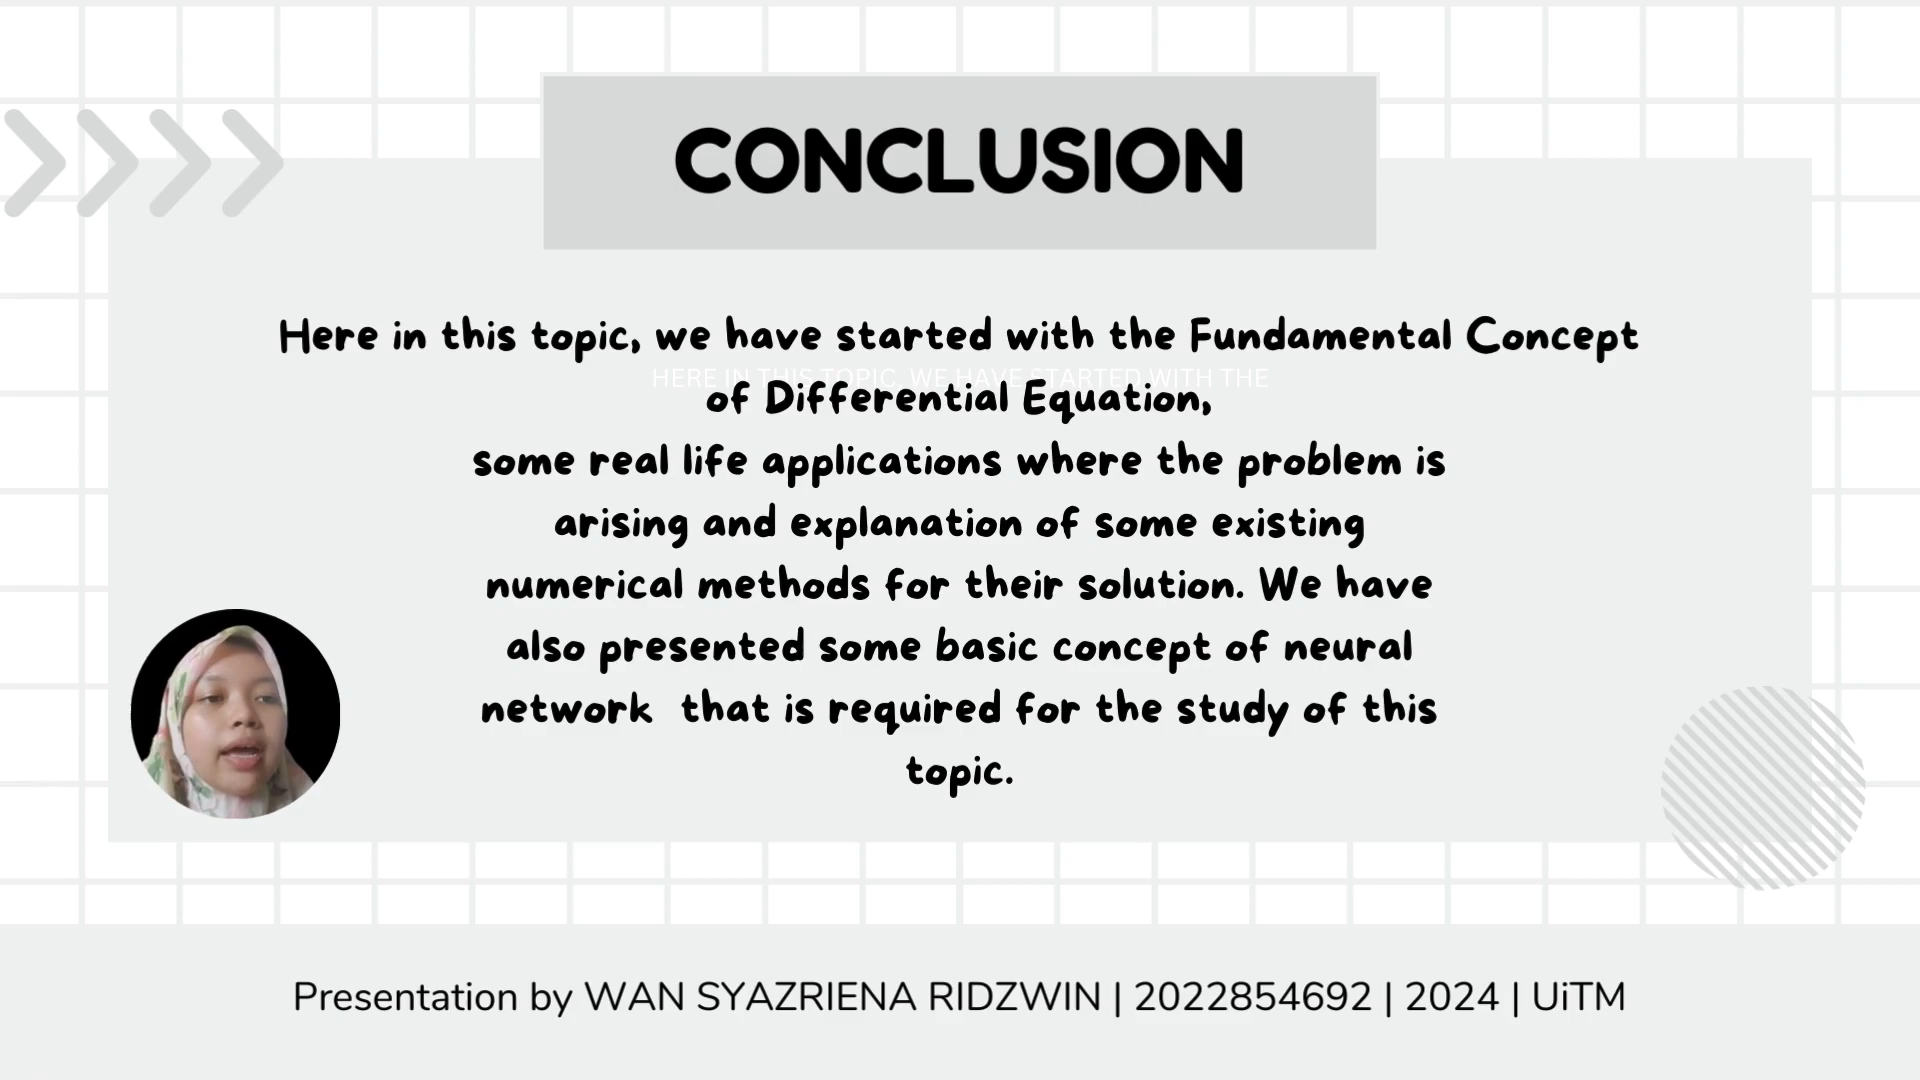 CONCLUSION
Here in this topic, we have started with the Fundamental Concept
HERE IN THIS TOPIC, WE HAVE STARTED WITH THE
of Differential Equation,
some real life applications where the problem is
arising and explanation of some existing
numerical methods for their solution. We have
also presented some basic concept of neural
network  that is required for the study of this
topic.
Presentation by WAN SYAZRIENA RIDZWIN | 2022854692 | 2024 | UiTM